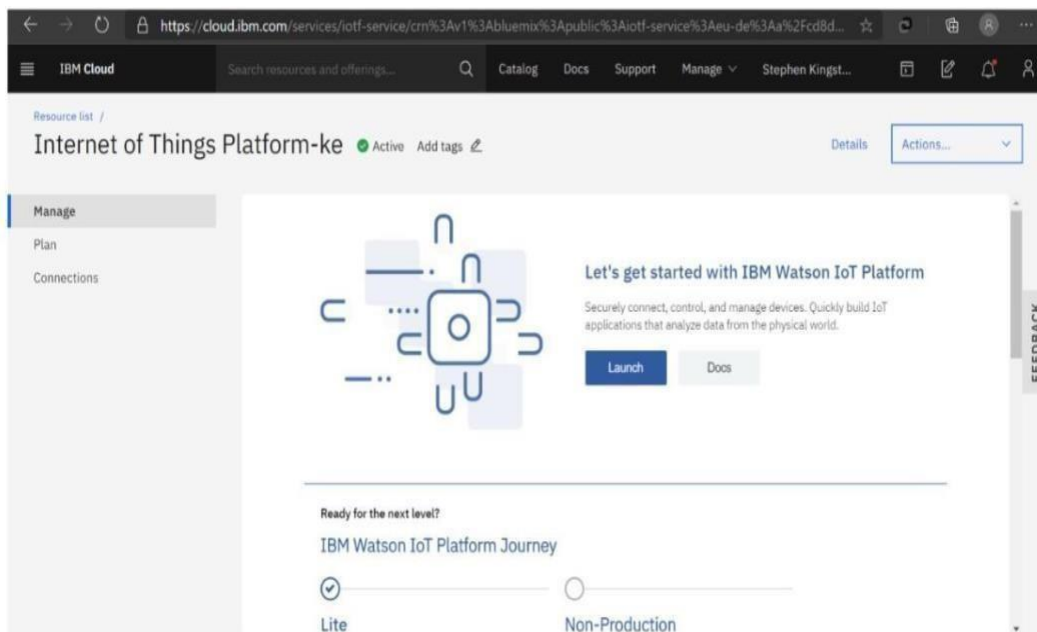 https://cloud.ibm.com/services/iotf-service/crn%3Av1%3Abluemix%3Apublic%3Aiotf-service%3Aeu-de%3Aa%2Fcd8d...
IBM Cloud
Search resources and offerings...
Catalog
Docs
Support
Manage
Stephen Kingst...
Resource list /
Internet of Things Platform-ke
Active
Add tags
Details
Actions...
Manage
Plan
Connections
Let's get started with IBM Watson IoT Platform
Securely connect, control, and manage devices. Quickly build IoT
applications that analyze data from the physical world.
Launch
Docs
FEEDBACK
Ready for the next level?
IBM Watson IoT Platform Journey
Lite
Non-Production